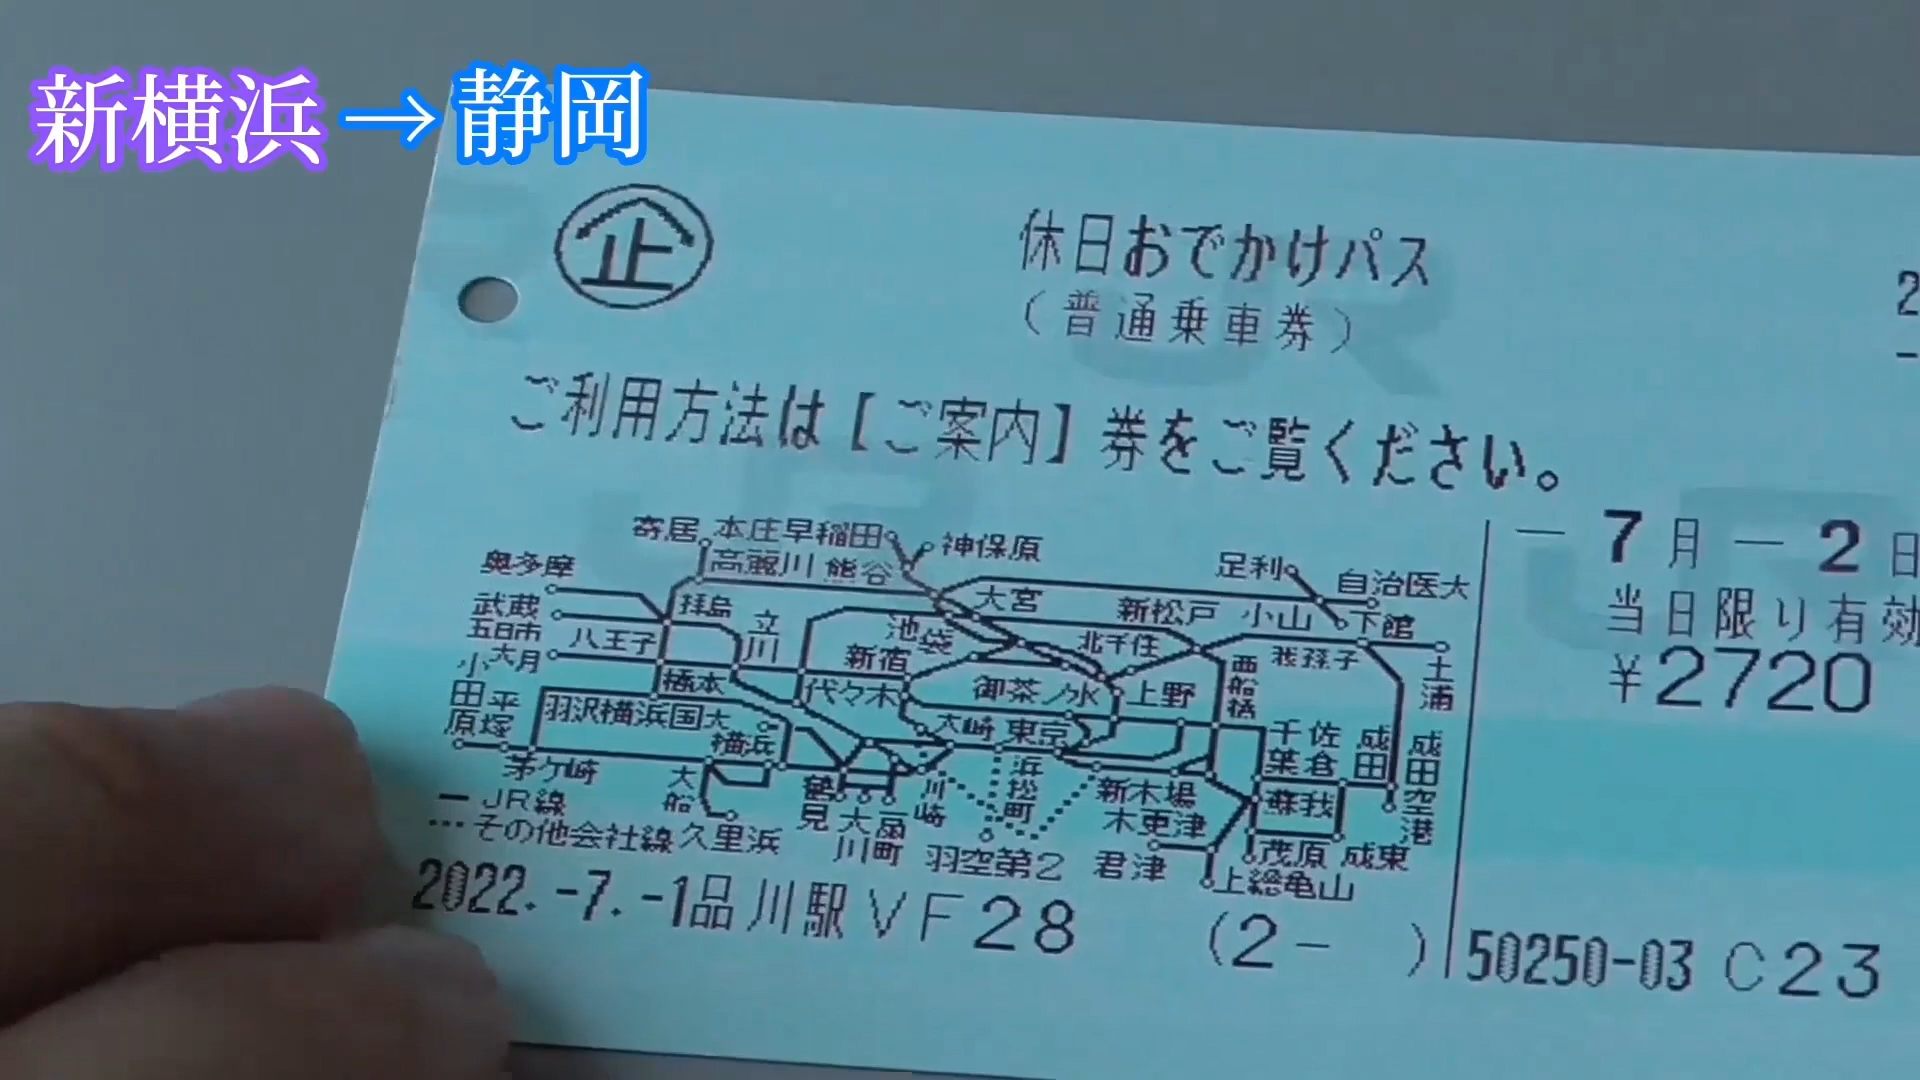 新横浜→静岡
企
休日おでかけパス
(普通乗車券)
ご利用方法は【ご案内】券をご覧ください。
-7月-2日
当日限り有効
¥2720
寄居 本庄早稲田 神保原
奥多摩 高麗川 熊谷 足利 自治医大
武蔵五日市 拝島 立川 大宮 新松戸 小山 下館
大月 八王子 池袋 北千住 我孫子 土浦
小田原 平塚 橋本 新宿 代々木 御茶ノ水 上野 西船橋
羽沢横浜国大 横浜 大崎 東京 千葉 佐倉 成田 成田空港
茅ケ崎 大船 鶴見 川崎 浜松町 新木場 蘇我
━ JR線 木更津
… その他会社線 久里浜 大川 扇町 羽空第2 君津 茂原 成東
上総亀山
2022.-7.-1品川駅VF28 (2- ) 50250-03 C23